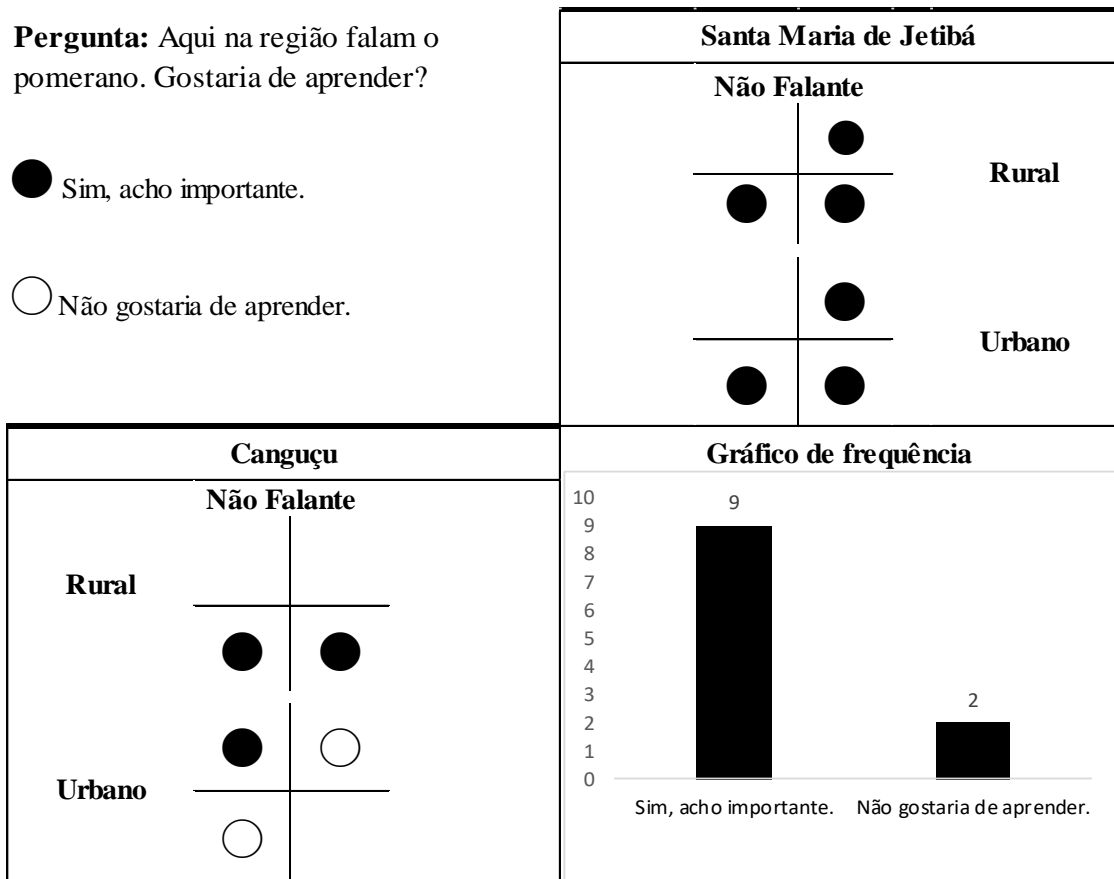 Pergunta: Aqui na região falam o
pomerano. Gostaria de aprender?
Sim, acho importante.
Não gostaria de aprender.
Santa Maria de Jetibá
Não Falante
Rural
Urbano
Canguçu
Não Falante
Rural
Urbano
Gráfico de frequência
10
9
8
7
6
5
4
3
2
1
0
9
2
Sim, acho importante.
Não gostaria de aprender.